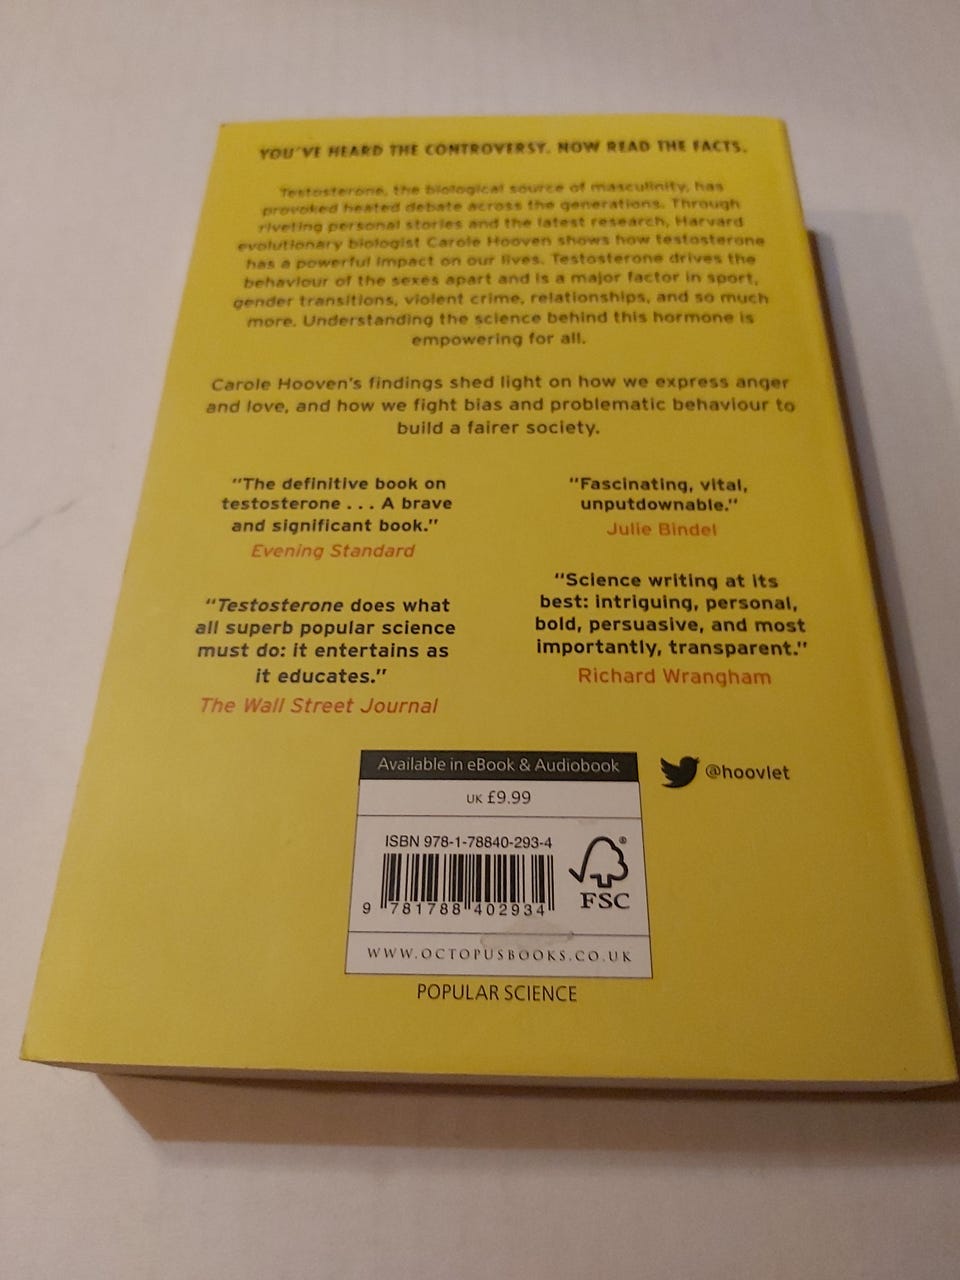 YOU'VE HEARD THE CONTROVERSY. NOW READ THE FACTS.
Testosterone, the biological source of masculinity, has
provoked heated debate across the generations. Through
riveting personal stories and the latest research, Harvard
evolutionary biologist Carole Hooven shows how testosterone
has a powerful impact on our lives. Testosterone drives the
behaviour of the sexes apart and is a major factor in sport,
gender transitions, violent crime, relationships, and so much
more. Understanding the science behind this hormone is
empowering for all.
Carole Hooven's findings shed light on how we express anger
and love, and how we fight bias and problematic behaviour to
build a fairer society.
"The definitive book on
testosterone . . . A brave
and significant book."
Evening Standard
"Testosterone does what
all superb popular science
must do: it entertains as
it educates."
The Wall Street Journal
"Fascinating, vital,
unputdownable."
Julie Bindel
"Science writing at its
best: intriguing, personal,
bold, persuasive, and most
importantly, transparent."
Richard Wrangham
Available in eBook & Audiobook
@hoovlet
UK £9.99
ISBN 978-1-78840-293-4
9 781788 402934
FSC®
WWW.OCTOPUSBOOKS.CO.UK
POPULAR SCIENCE